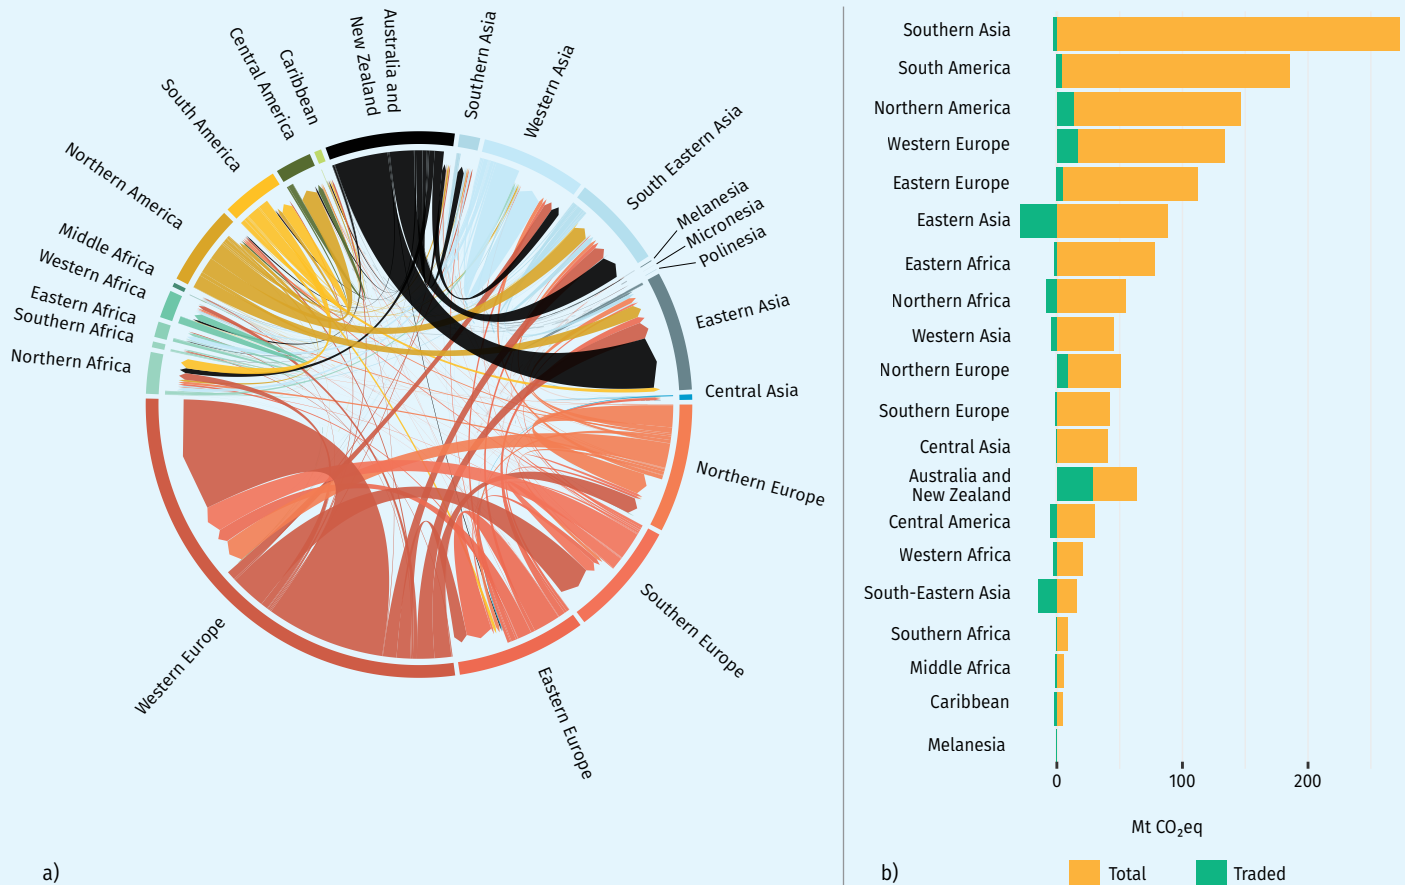 Australia and
New Zealand
Southern Asia
Western Asia
South Eastern Asia
Melanesia
Micronesia
Polinesia
Eastern Asia
Central Asia
Northern Europe
Southern Europe
Eastern Europe
Western Europe
Northern Africa
Southern Africa
Eastern Africa
Western Africa
Middle Africa
Northern America
South America
Central America
Caribbean
a)
Southern Asia
South America
Northern America
Western Europe
Eastern Europe
Eastern Asia
Eastern Africa
Northern Africa
Western Asia
Northern Europe
Southern Europe
Central Asia
Australia and
New Zealand
Central America
Western Africa
South-Eastern Asia
Southern Africa
Middle Africa
Caribbean
Melanesia
0 100 200
Mt CO₂eq
b) Total Traded